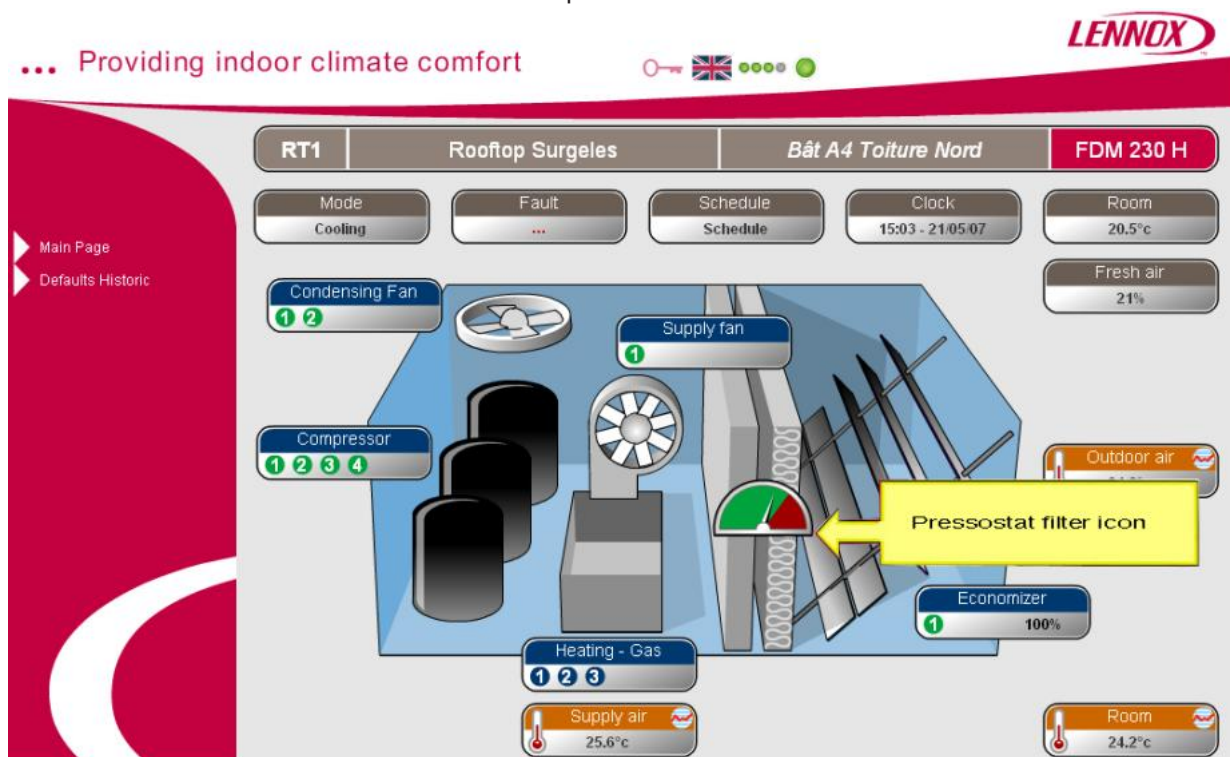 LENNOX
... Providing indoor climate comfort
RT1 Rooftop Surgeles Bât A4 Toiture Nord FDM 230 H
Mode Fault Schedule Clock Room
Cooling ... Schedule 15:03 - 21/05/07 20.5°c
Main Page
Defaults Historic
Fresh air
21%
Condensing Fan
1 2
Supply fan
1
Compressor
1 2 3 4
Outdoor air
Pressostat filter icon
Economizer
1 100%
Heating - Gas
1 2 3
Supply air
25.6°c
Room
24.2°c